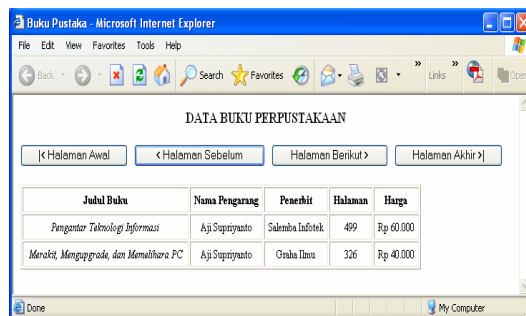 Buku Pustaka - Microsoft Internet Explorer
File Edit View Favorites Tools Help
Back Search Favorites » Links »
DATA BUKU PERPUSTAKAAN
|< Halaman Awal < Halaman Sebelum Halaman Berikut > Halaman Akhir >|
Judul Buku Nama Pengarang Penerbit Halaman Harga
Pengantar Teknologi Informasi Aji Supriyanto Salemba Infotek 499 Rp 60.000
Merakit, Mengupgrade, dan Memelihara PC Aji Supriyanto Graha Ilmu 326 Rp 40.000
Done My Computer